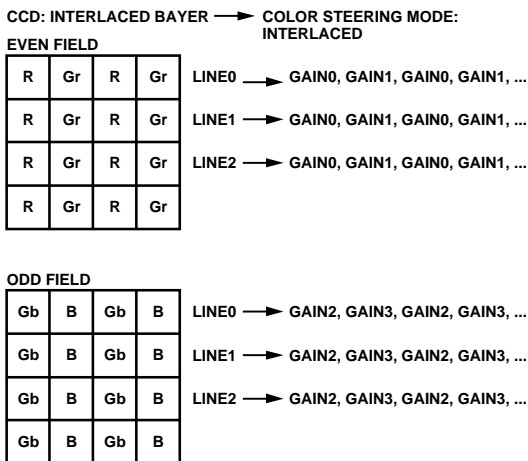 CCD: INTERLACED BAYER → COLOR STEERING MODE:
INTERLACED
EVEN FIELD
R Gr R Gr LINE0 → GAIN0, GAIN1, GAIN0, GAIN1, ...
R Gr R Gr LINE1 → GAIN0, GAIN1, GAIN0, GAIN1, ...
R Gr R Gr LINE2 → GAIN0, GAIN1, GAIN0, GAIN1, ...
R Gr R Gr
ODD FIELD
Gb B Gb B LINE0 → GAIN2, GAIN3, GAIN2, GAIN3, ...
Gb B Gb B LINE1 → GAIN2, GAIN3, GAIN2, GAIN3, ...
Gb B Gb B LINE2 → GAIN2, GAIN3, GAIN2, GAIN3, ...
Gb B Gb B